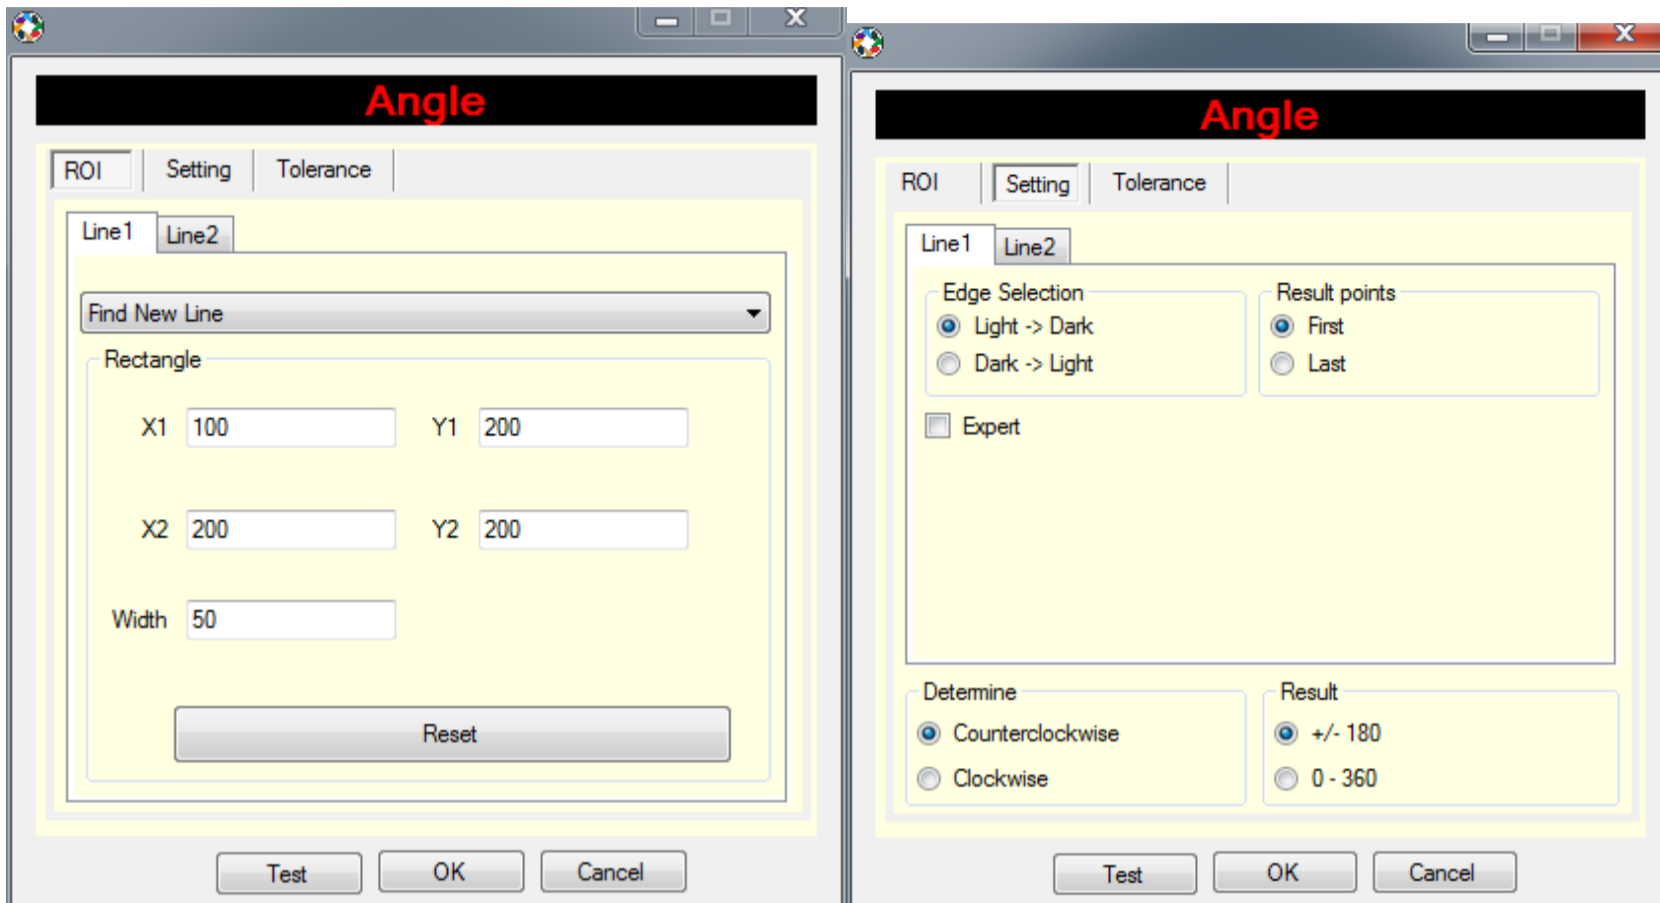 Angle
ROI Setting Tolerance
Line1 Line2
Find New Line
Rectangle
X1 100 Y1 200
X2 200 Y2 200
Width 50
Reset
Test OK Cancel
Angle
ROI Setting Tolerance
Line1 Line2
Edge Selection Result points
Light -> Dark First
Dark -> Light Last
Expert
Determine Result
Counterclockwise +/- 180
Clockwise 0 - 360
Test OK Cancel